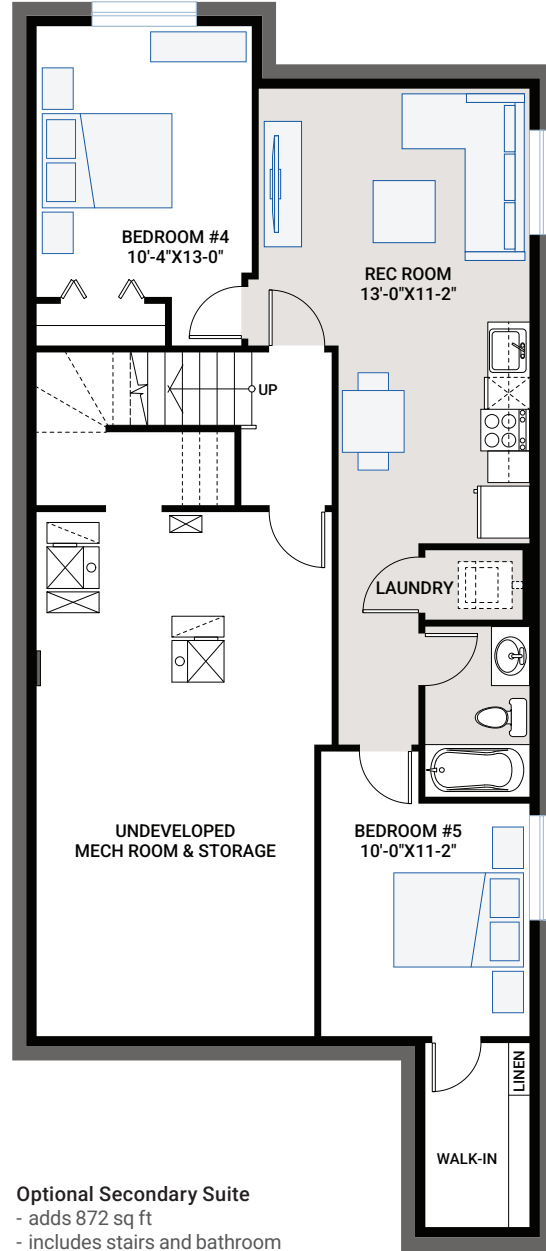 BEDROOM #4
10'-4"X13-0"
REC ROOM
13'-0"X11-2"
UP
LAUNDRY
UNDEVELOPED
MECH ROOM & STORAGE
BEDROOM #5
10'-0"X11-2"
LINEN
WALK-IN
Optional Secondary Suite
- adds 872 sq ft
- includes stairs and bathroom